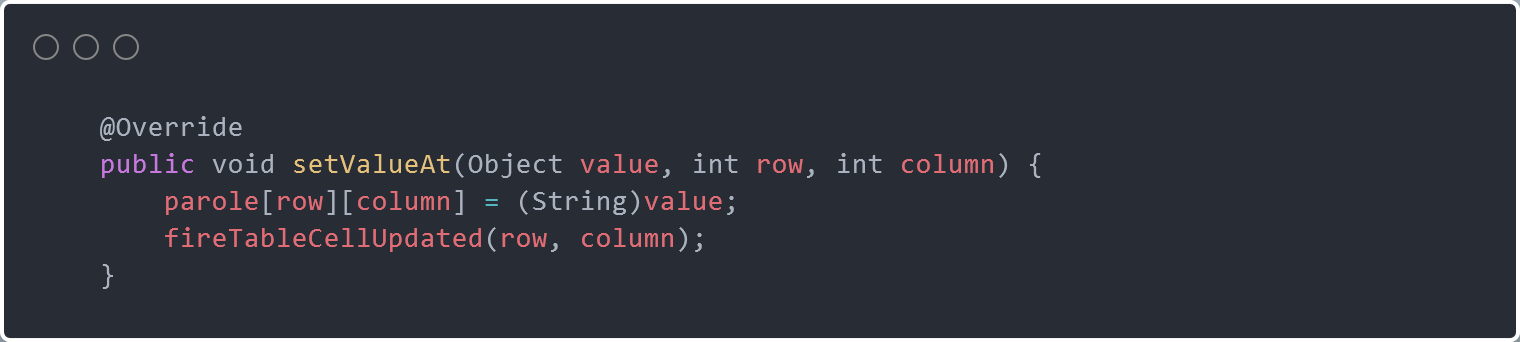 @Override
public void setValueAt(Object value, int row, int column) {
    parole[row][column] = (String)value;
    fireTableCellUpdated(row, column);
}